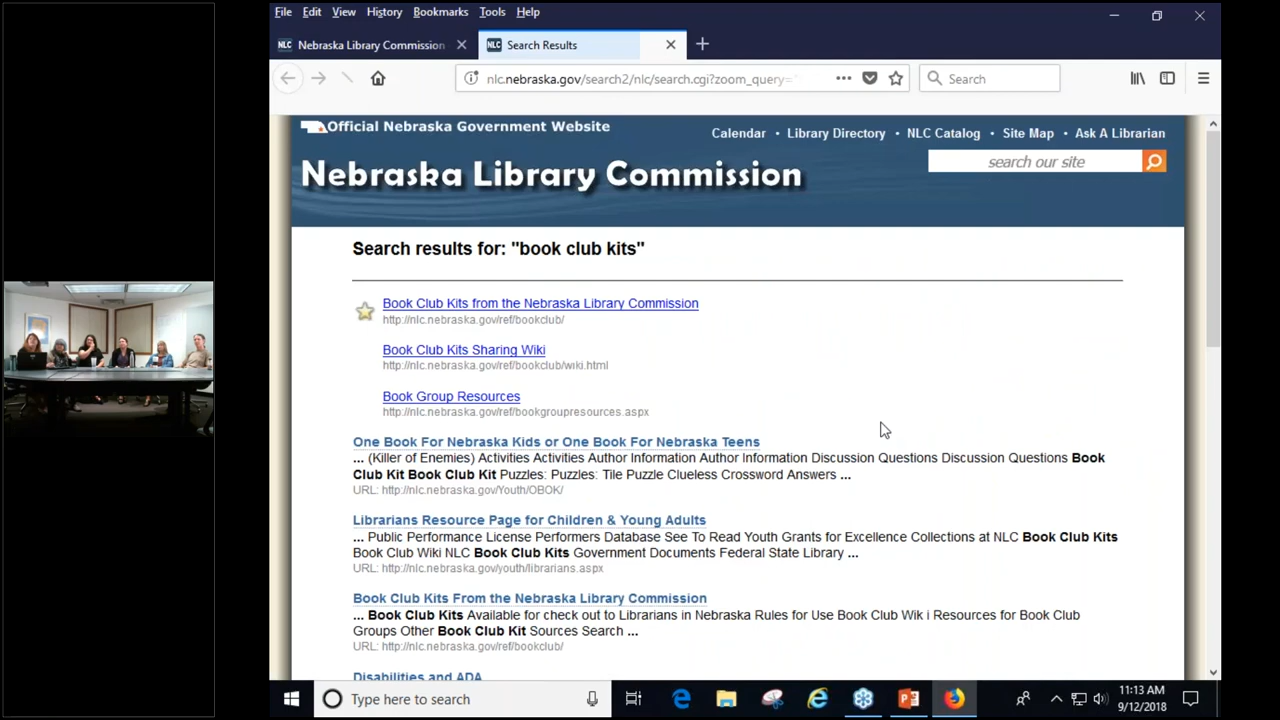 File Edit View History Bookmarks Tools Help
NLC Nebraska Library Commission
NLC Search Results
nlc.nebraska.gov/search2/nlc/search.cgi?zoom_query=
Search
Official Nebraska Government Website
Calendar • Library Directory • NLC Catalog • Site Map • Ask A Librarian
Nebraska Library Commission
search our site
Search results for: "book club kits"
Book Club Kits from the Nebraska Library Commission
http://nlc.nebraska.gov/ref/bookclub/
Book Club Kits Sharing Wiki
http://nlc.nebraska.gov/ref/bookclub/wiki.html
Book Group Resources
http://nlc.nebraska.gov/ref/bookgroupresources.aspx
One Book For Nebraska Kids or One Book For Nebraska Teens
... (Killer of Enemies) Activities Activities Author Information Author Information Discussion Questions Discussion Questions Book
Club Kit Book Club Kit Puzzles: Puzzles: Tile Puzzle Clueless Crossword Answers ...
URL: http://nlc.nebraska.gov/Youth/OBOK/
Librarians Resource Page for Children & Young Adults
... Public Performance License Performers Database See To Read Youth Grants for Excellence Collections at NLC Book Club Kits
Book Club Wiki NLC Book Club Kits Government Documents Federal State Library ...
URL: http://nlc.nebraska.gov/youth/librarians.aspx
Book Club Kits From the Nebraska Library Commission
... Book Club Kits Available for check out to Librarians in Nebraska Rules for Use Book Club Wik i Resources for Book Club
Groups Other Book Club Kit Sources Search ...
URL: http://nlc.nebraska.gov/ref/bookclub/
Disabilities and ADA
Type here to search
11:13 AM
9/12/2018